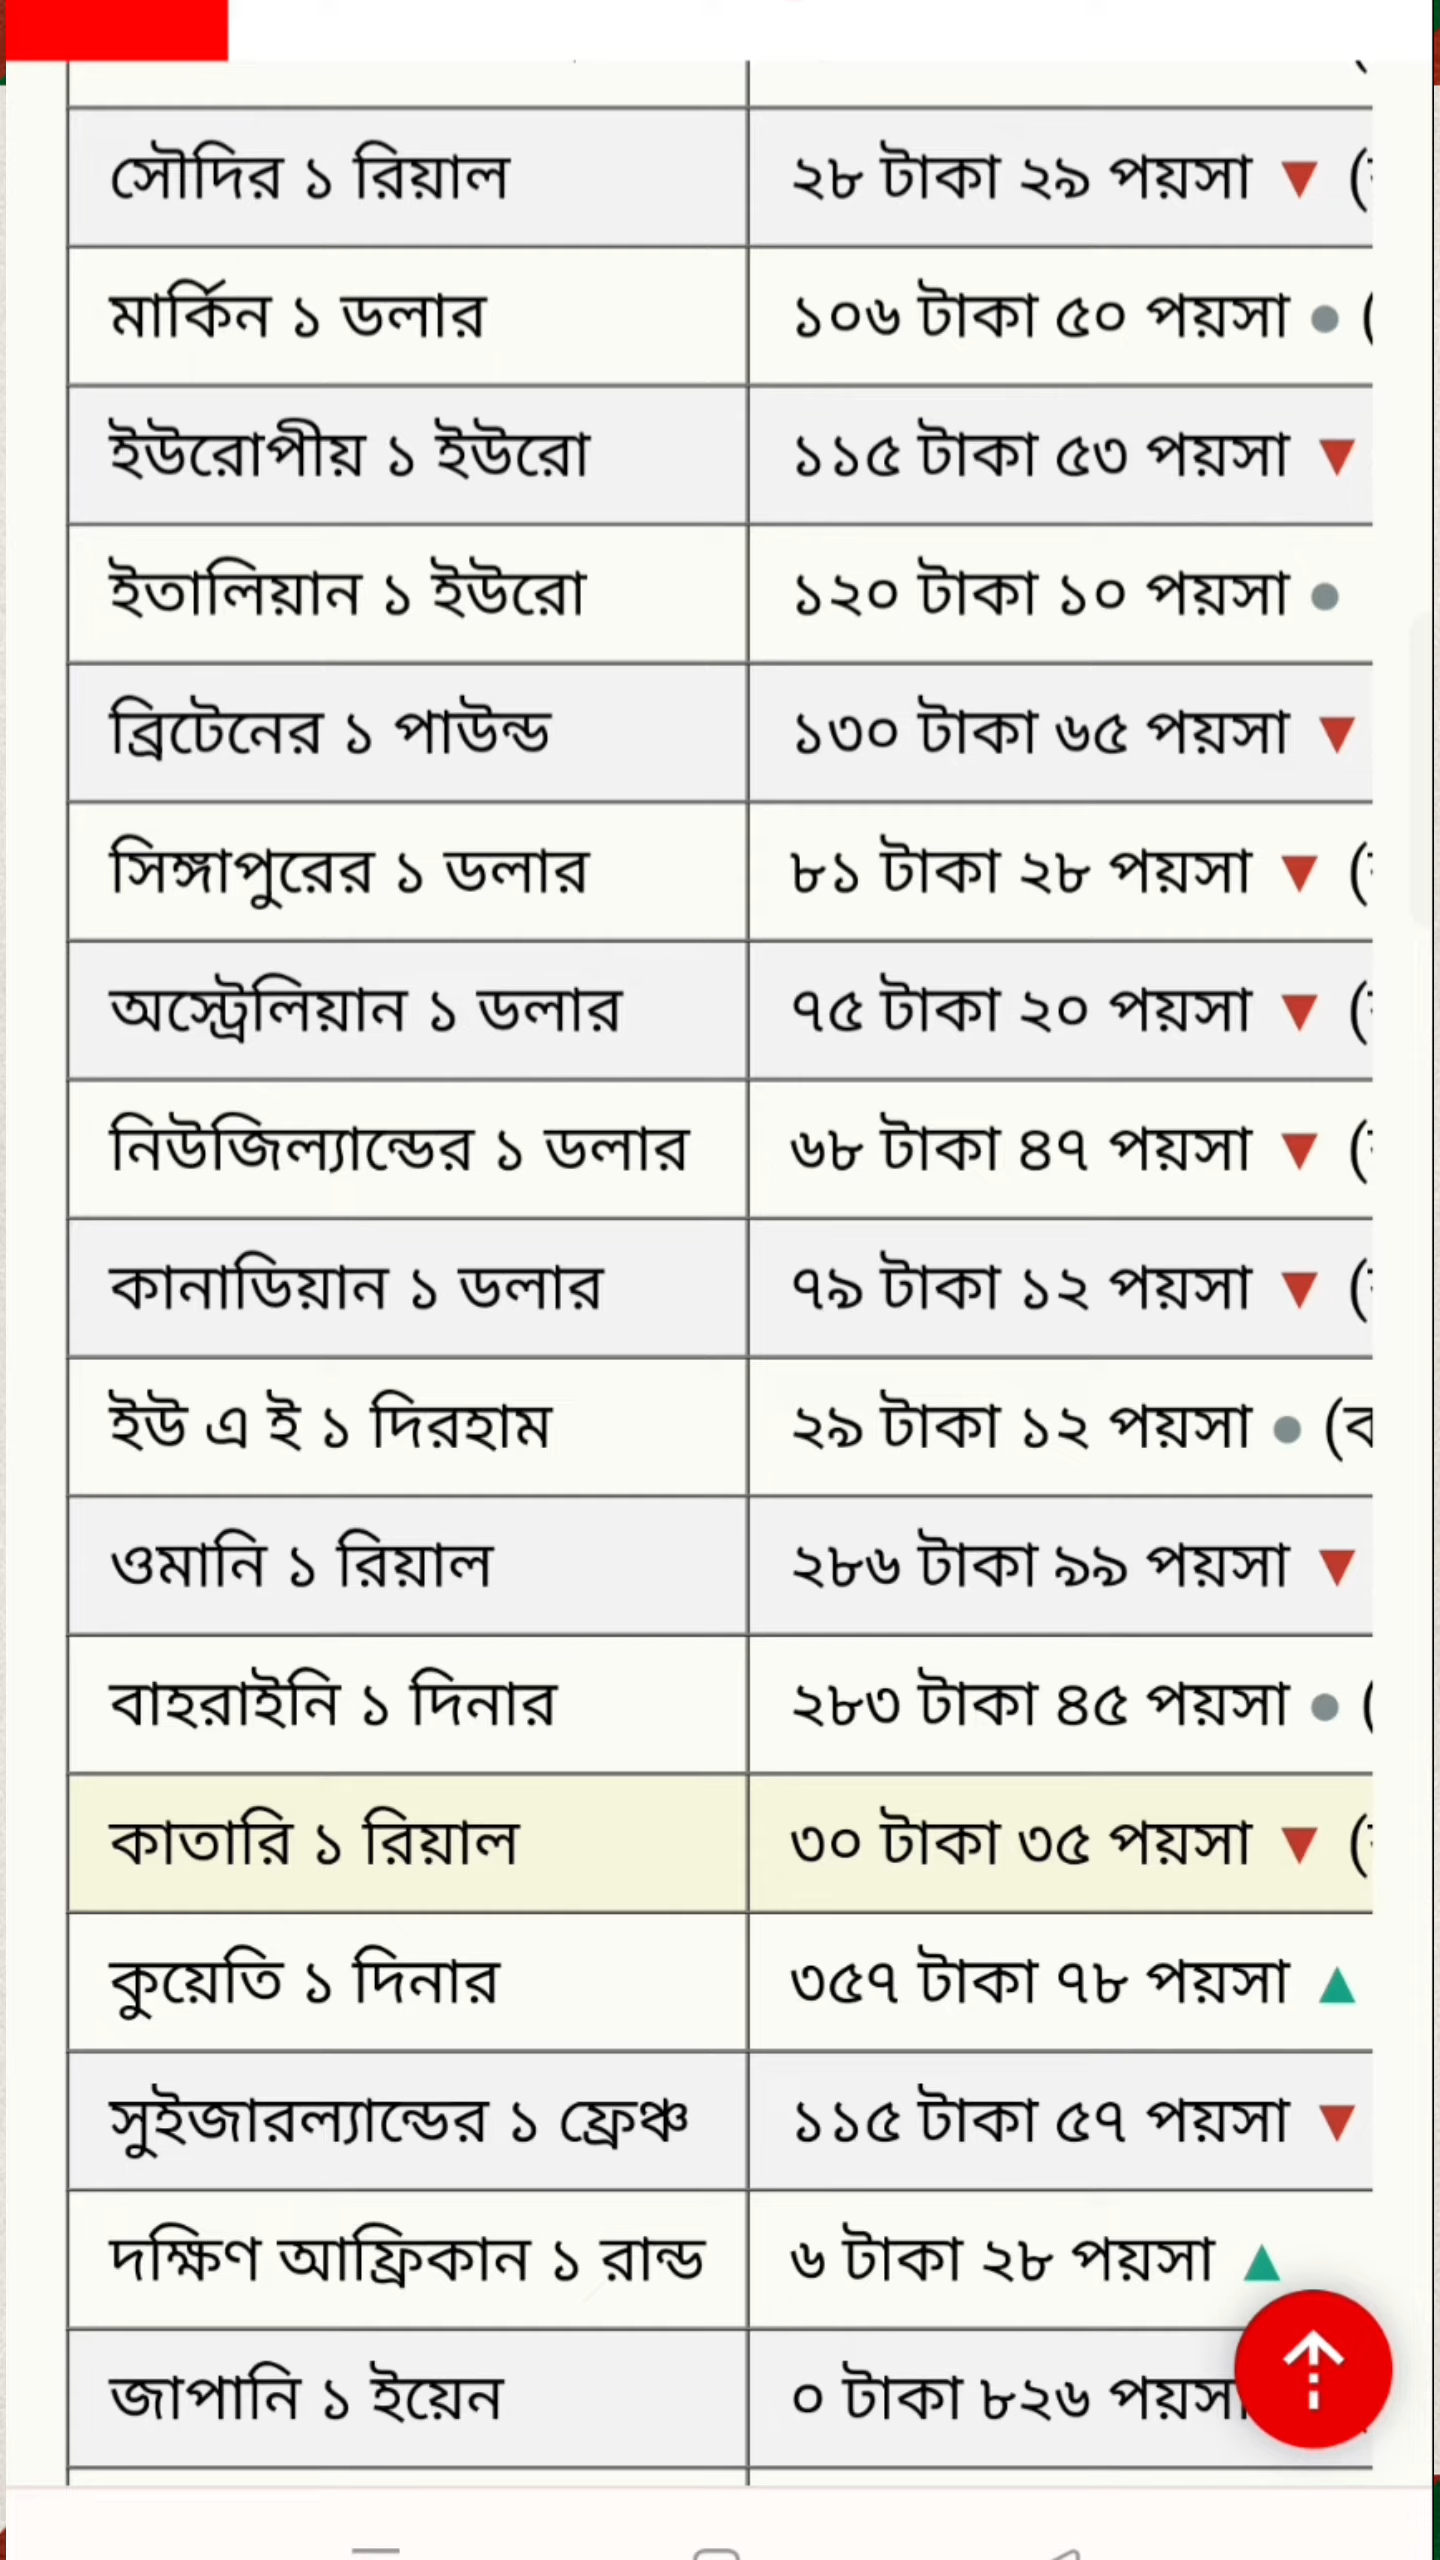 সৌদির ১ রিয়াল ২৮ টাকা ২৯ পয়সা ▼ (
মার্কিন ১ ডলার ১০৬ টাকা ৫০ পয়সা ● (
ইউরোপীয় ১ ইউরো ১১৫ টাকা ৫৩ পয়সা ▼
ইতালিয়ান ১ ইউরো ১২০ টাকা ১০ পয়সা ●
ব্রিটেনের ১ পাউন্ড ১৩০ টাকা ৬৫ পয়সা ▼
সিঙ্গাপুরের ১ ডলার ৮১ টাকা ২৮ পয়সা ▼ (
অস্ট্রেলিয়ান ১ ডলার ৭৫ টাকা ২০ পয়সা ▼ (
নিউজিল্যান্ডের ১ ডলার ৬৮ টাকা ৪৭ পয়সা ▼ (
কানাডিয়ান ১ ডলার ৭৯ টাকা ১২ পয়সা ▼ (
ইউ এ ই ১ দিরহাম ২৯ টাকা ১২ পয়সা ● (
ওমানি ১ রিয়াল ২৮৬ টাকা ৯৯ পয়সা ▼
বাহরাইনি ১ দিনার ২৮৩ টাকা ৪৫ পয়সা ● (
কাতারি ১ রিয়াল ৩০ টাকা ৩৫ পয়সা ▼ (
কুয়েতি ১ দিনার ৩৫৭ টাকা ৭৮ পয়সা ▲
সুইজারল্যান্ডের ১ ফ্রেঞ্চ ১১৫ টাকা ৫৭ পয়সা ▼
দক্ষিণ আফ্রিকান ১ রান্ড ৬ টাকা ২৮ পয়সা ▲
জাপানি ১ ইয়েন ০ টাকা ৮২৬ পয়সা